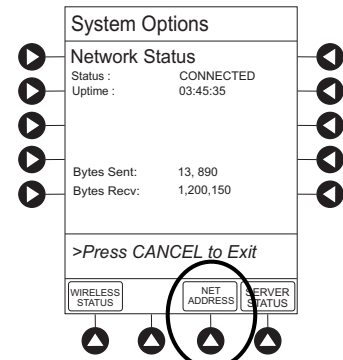 System Options
Network Status
Status : CONNECTED
Uptime : 03:45:35
Bytes Sent: 13, 890
Bytes Recv: 1,200,150
>Press CANCEL to Exit
WIRELESS STATUS
NET ADDRESS
SERVER STATUS